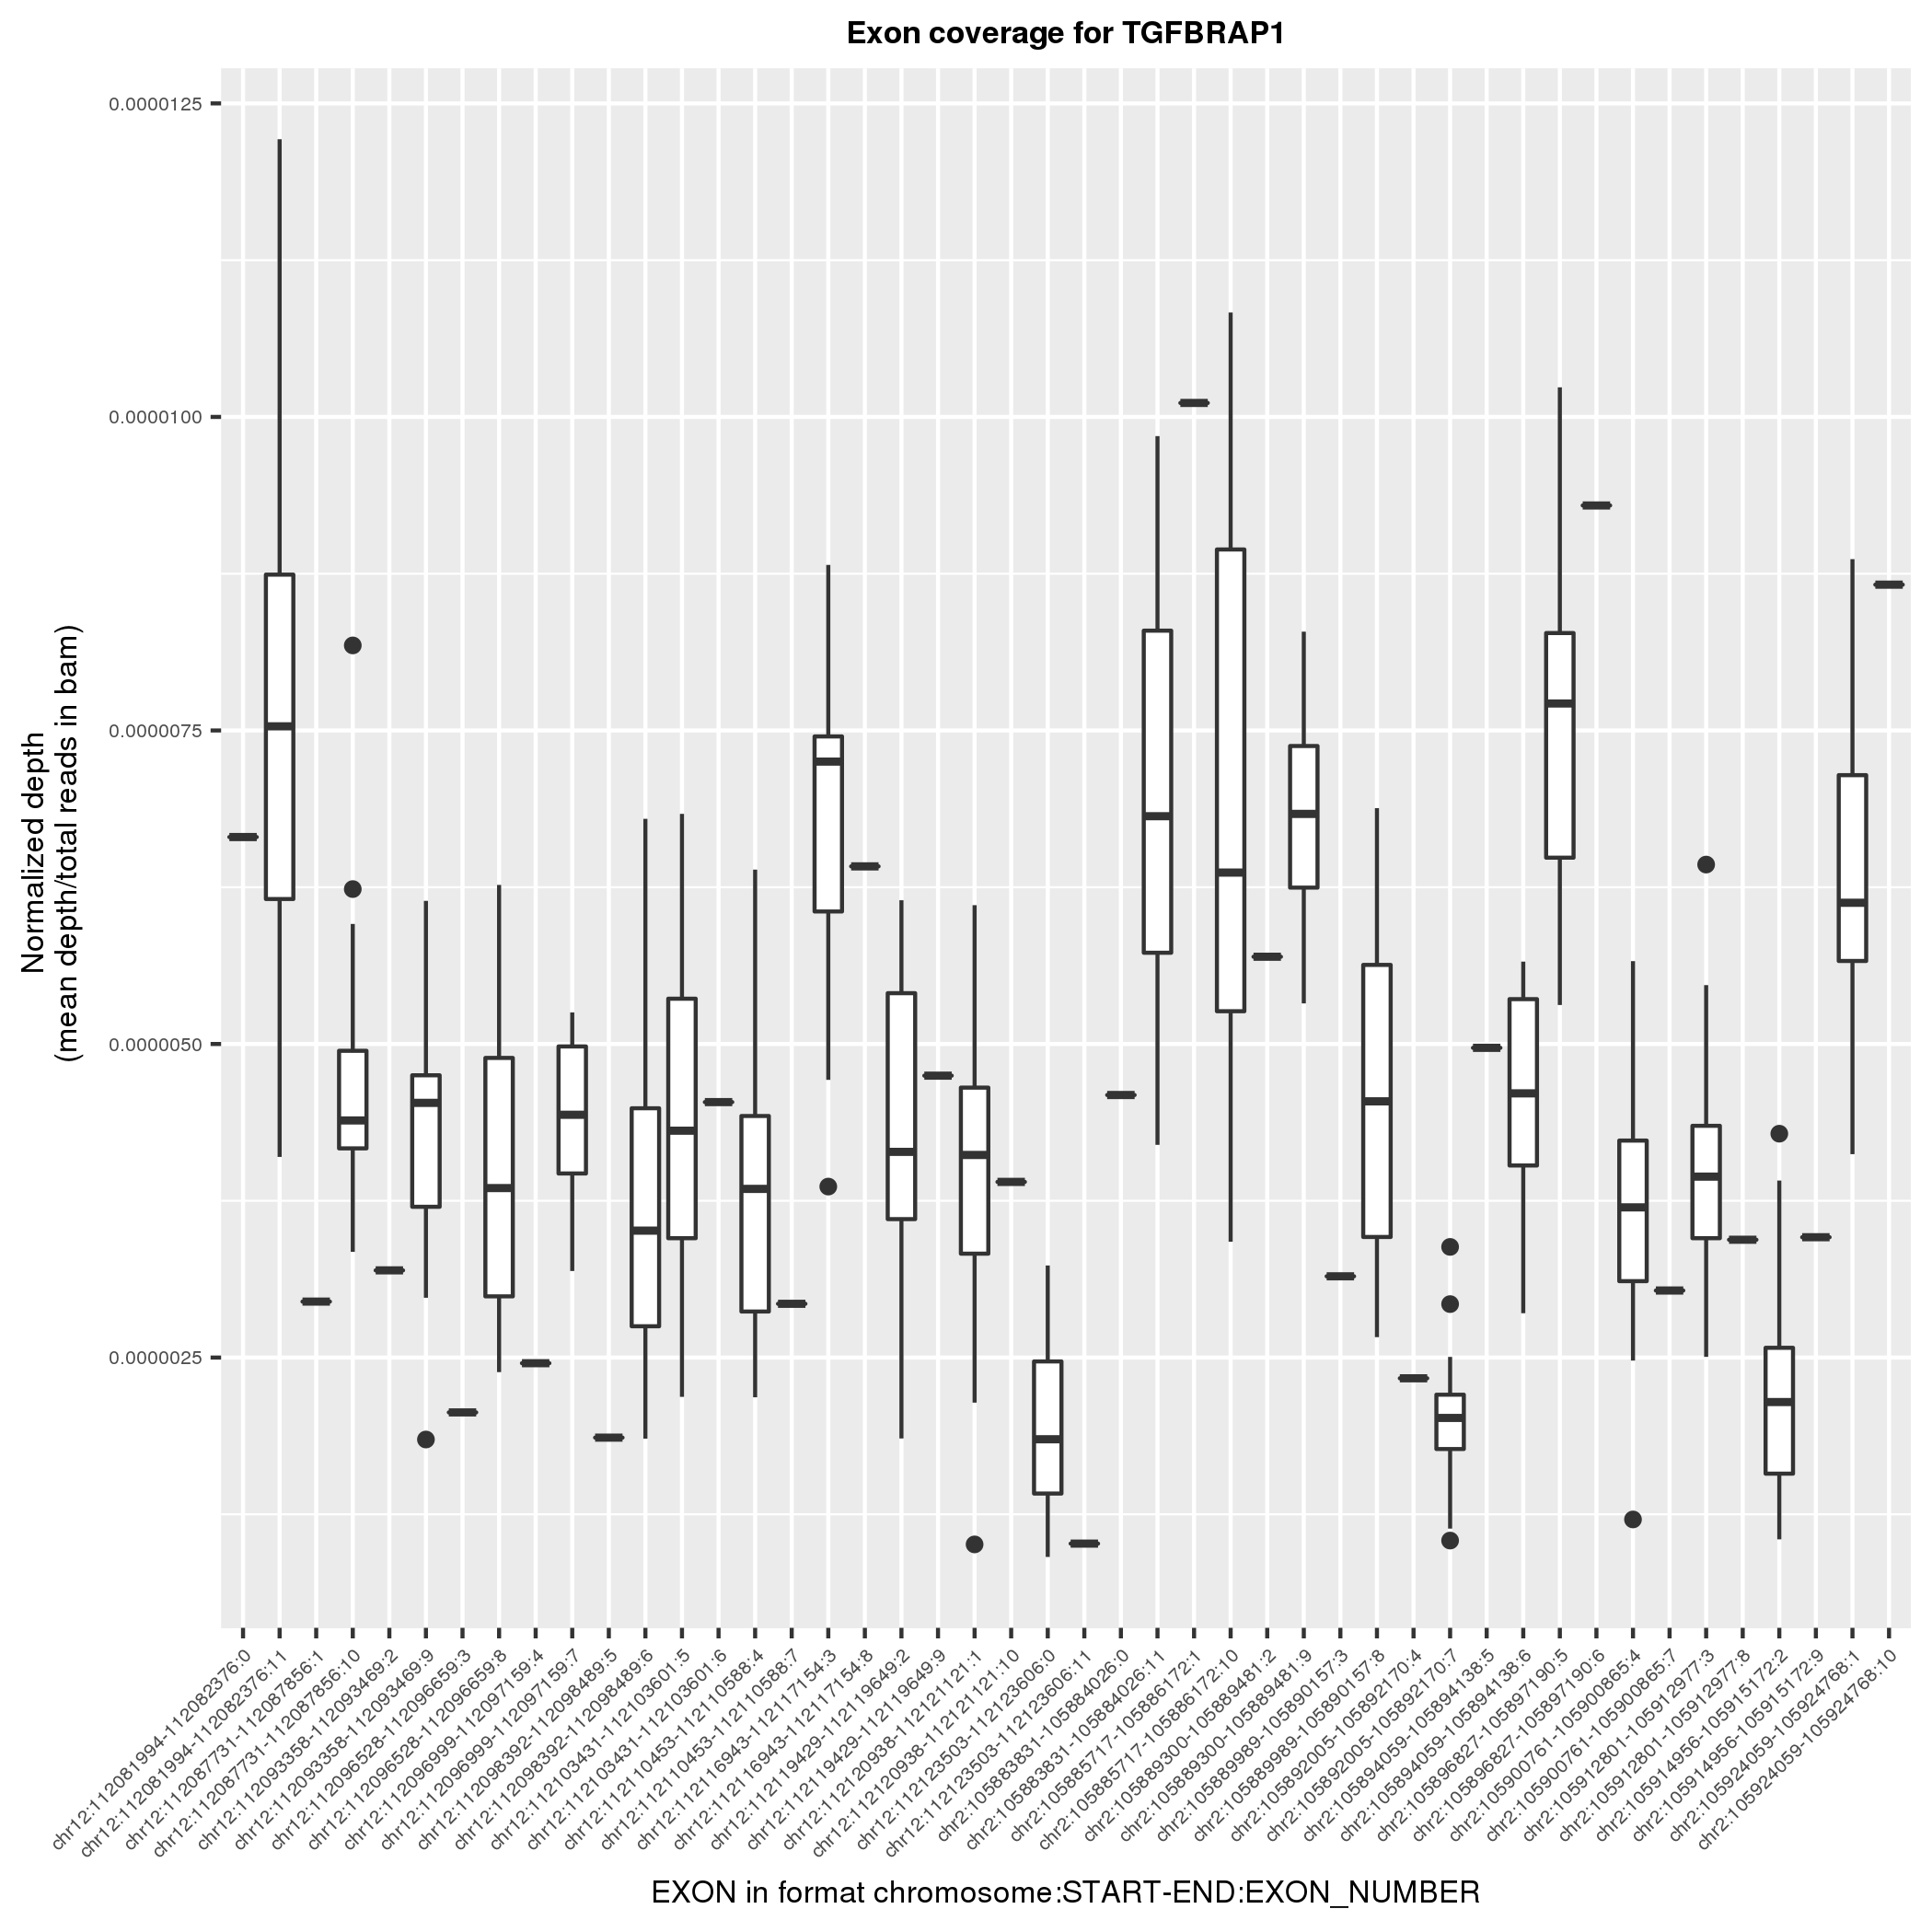 Exon coverage for TGFBRAP1
0.0000125
0.0000100
0.0000075
0.0000050
0.0000025
Normalized depth
(mean depth/total reads in bam)
chr12:112081994-112082376:0
chr12:112081994-112082376:11
chr12:112087731-112087856:1
chr12:112087731-112087856:10
chr12:112093358-112093469:2
chr12:112093358-112093469:9
chr12:112096528-112096659:3
chr12:112096528-112096659:8
chr12:112096999-112097159:4
chr12:112096999-112097159:7
chr12:112098392-112098489:5
chr12:112098392-112098489:6
chr12:112103431-112103601:5
chr12:112103431-112103601:6
chr12:112110453-112110588:4
chr12:112110453-112110588:7
chr12:112116943-112117154:3
chr12:112116943-112117154:8
chr12:112119429-112119649:2
chr12:112119429-112119649:9
chr12:112120938-112121121:1
chr12:112120938-112121121:10
chr12:112123503-112123606:0
chr12:112123503-112123606:11
chr2:105883831-105884026:0
chr2:105883831-105884026:11
chr2:105885717-105886172:1
chr2:105885717-105886172:10
chr2:105889300-105889481:2
chr2:105889300-105889481:9
chr2:105889989-105890157:3
chr2:105889989-105890157:8
chr2:105892005-105892170:4
chr2:105892005-105892170:7
chr2:105894059-105894138:5
chr2:105894059-105894138:6
chr2:105896827-105897190:5
chr2:105896827-105897190:6
chr2:105900761-105900865:4
chr2:105900761-105900865:7
chr2:105912801-105912977:3
chr2:105912801-105912977:8
chr2:105914956-105915172:2
chr2:105914956-105915172:9
chr2:105924059-105924768:1
chr2:105924059-105924768:10
EXON in format chromosome:START-END:EXON_NUMBER